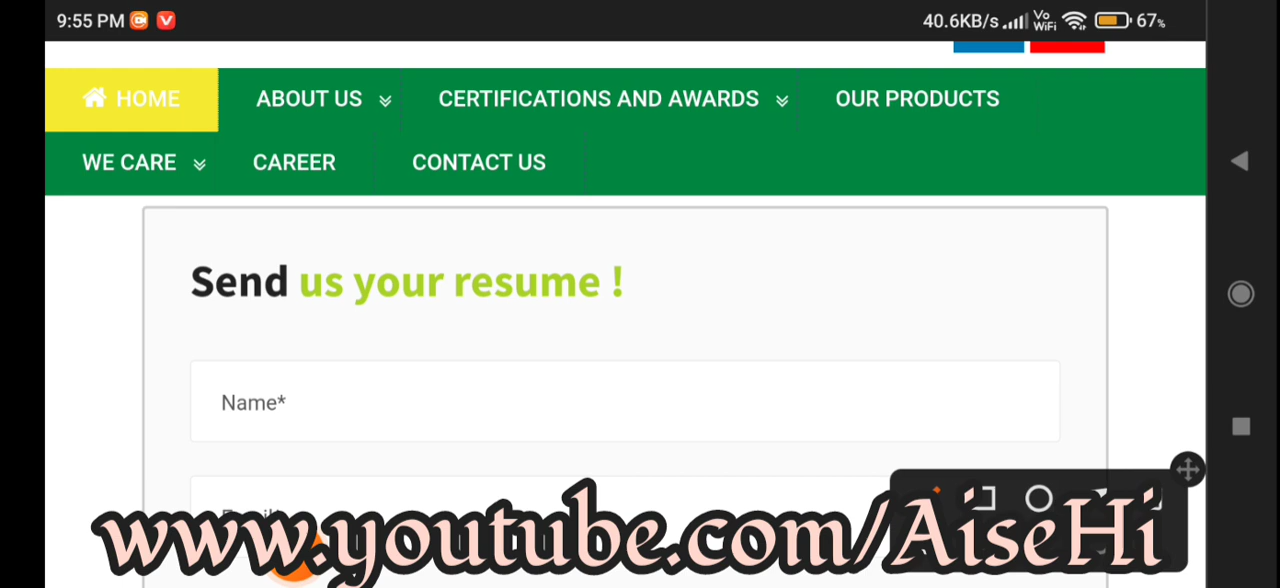 9:55 PM 40.6KB/s Vo WiFi 67%
HOME ABOUT US CERTIFICATIONS AND AWARDS OUR PRODUCTS
WE CARE CAREER CONTACT US
Send us your resume !
Name*
www.youtube.com/AiseHi